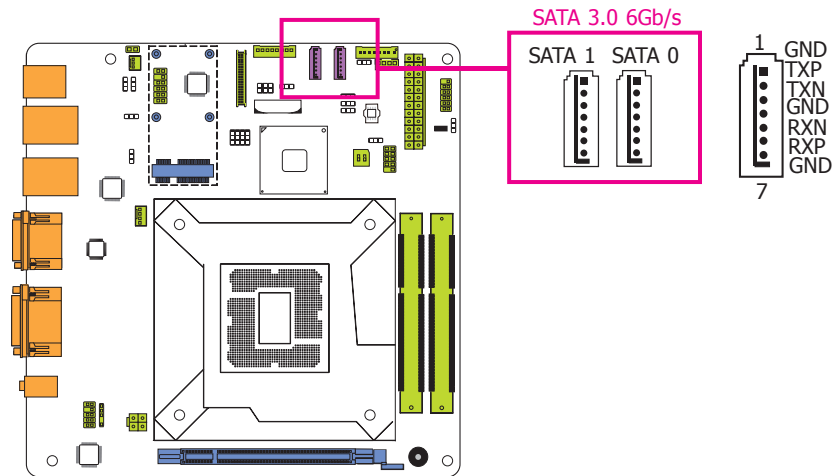 SATA 3.0 6Gb/s
SATA 1 SATA 0
1
GND
TXP
TXN
GND
RXN
RXP
GND
7